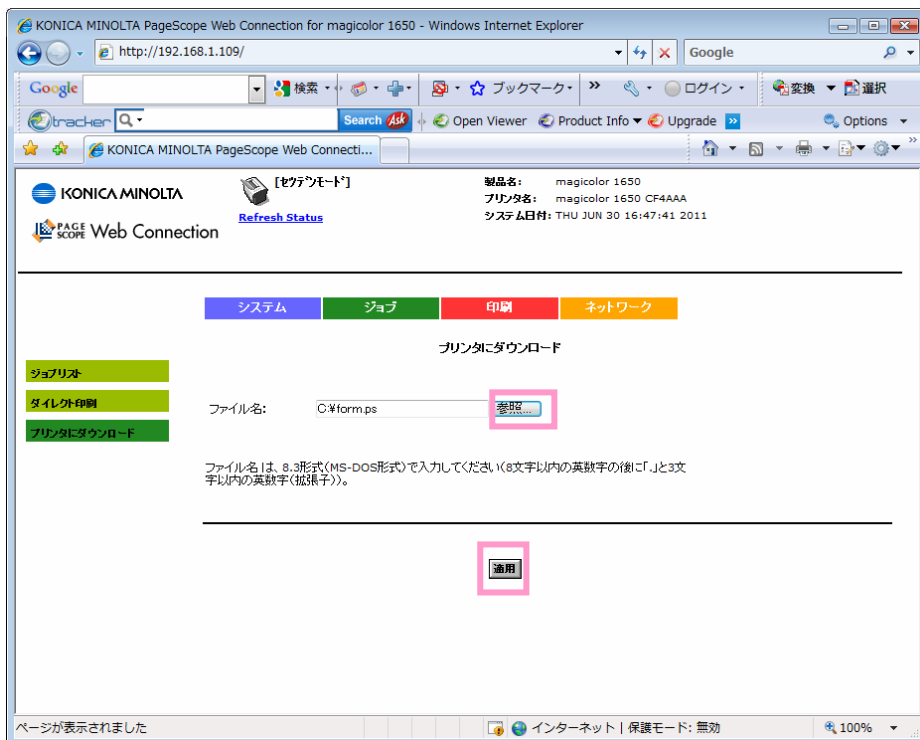 KONICA MINOLTA PageScope Web Connection for magicolor 1650 - Windows Internet Explorer
http://192.168.1.109/
Google
Google 検索 ブックマーク ログイン 変換 選択
tracker Search Ask Open Viewer Product Info Upgrade Options
KONICA MINOLTA PageScope Web Connecti...
KONICA MINOLTA
[セツデンモード]
製品名: magicolor 1650
プリンタ名: magicolor 1650 CF4AAA
Refresh Status
システム日付: THU JUN 30 16:47:41 2011
PAGE SCOPE Web Connection
システム ジョブ 印刷 ネットワーク
プリンタにダウンロード
ジョブリスト
ダイレクト印刷
プリンタにダウンロード
ファイル名: C:¥form.ps 参照...
ファイル名は、8.3形式(MS-DOS形式)で入力してください(8文字以内の英数字の後に「.」と3文
字以内の英数字(拡張子))。
適用
ページが表示されました インターネット | 保護モード: 無効 100%